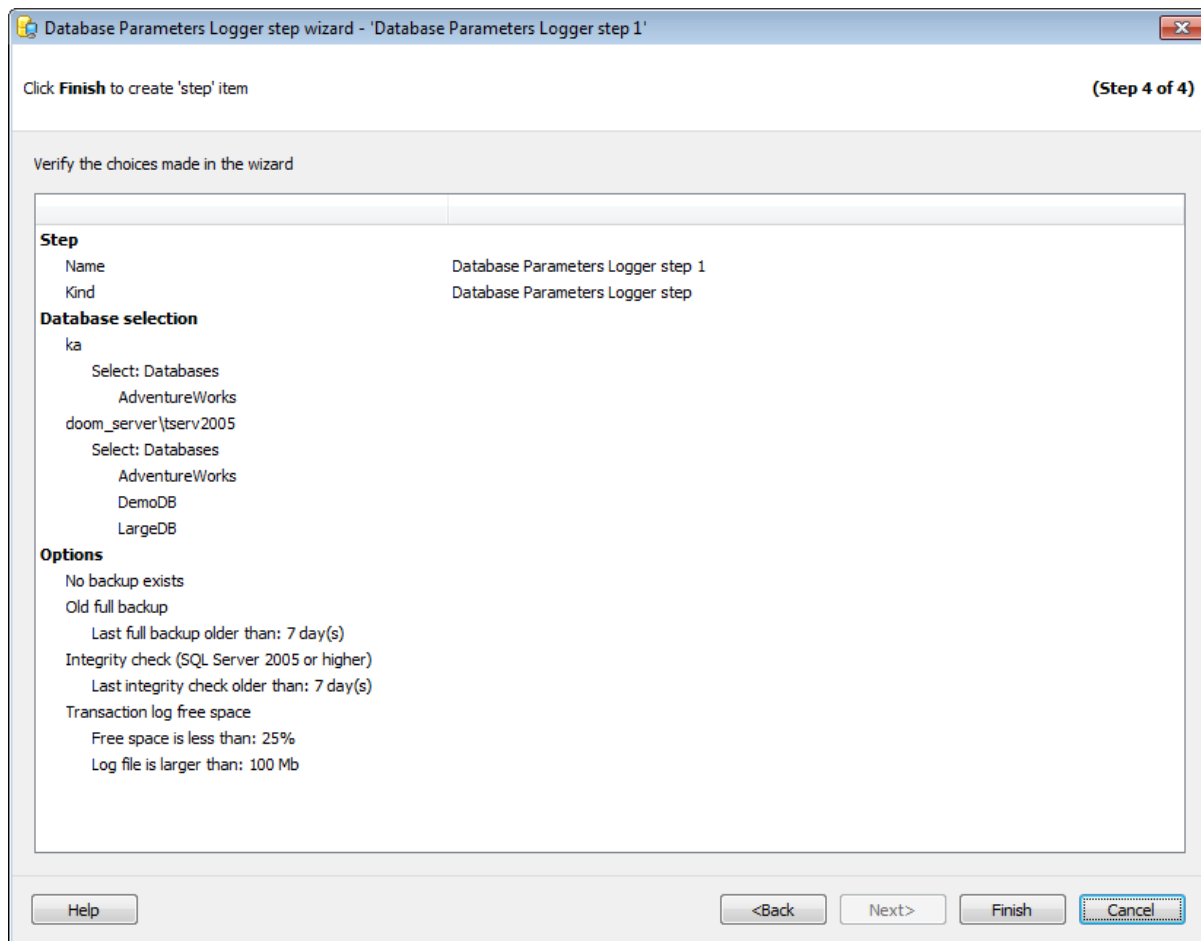 Database Parameters Logger step wizard - 'Database Parameters Logger step 1'
Click Finish to create 'step' item
(Step 4 of 4)
Verify the choices made in the wizard
Step
Name Database Parameters Logger step 1
Kind Database Parameters Logger step
Database selection
ka
Select: Databases
AdventureWorks
doom_server\tserv2005
Select: Databases
AdventureWorks
DemoDB
LargeDB
Options
No backup exists
Old full backup
Last full backup older than: 7 day(s)
Integrity check (SQL Server 2005 or higher)
Last integrity check older than: 7 day(s)
Transaction log free space
Free space is less than: 25%
Log file is larger than: 100 Mb
Help <Back Next> Finish Cancel